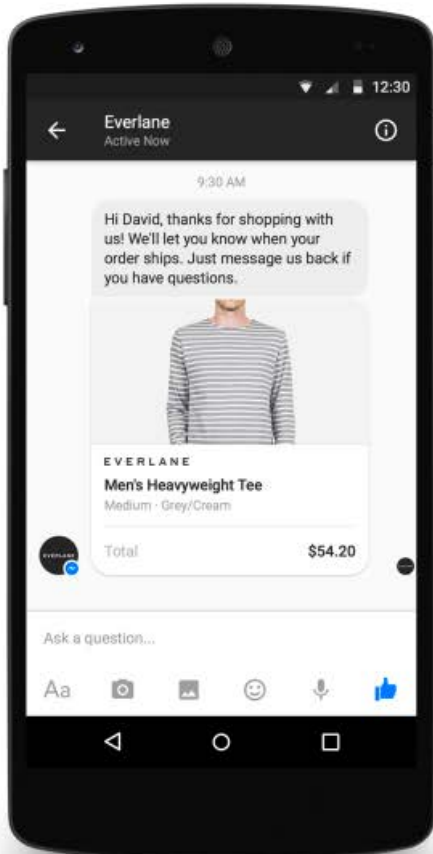 12:30
Everlane
Active Now
9:30 AM
Hi David, thanks for shopping with
us! We'll let you know when your
order ships. Just message us back if
you have questions.
EVERLANE
Men's Heavyweight Tee
Medium · Grey/Cream
Total $54.20
EVERLANE
Ask a question...
Aa